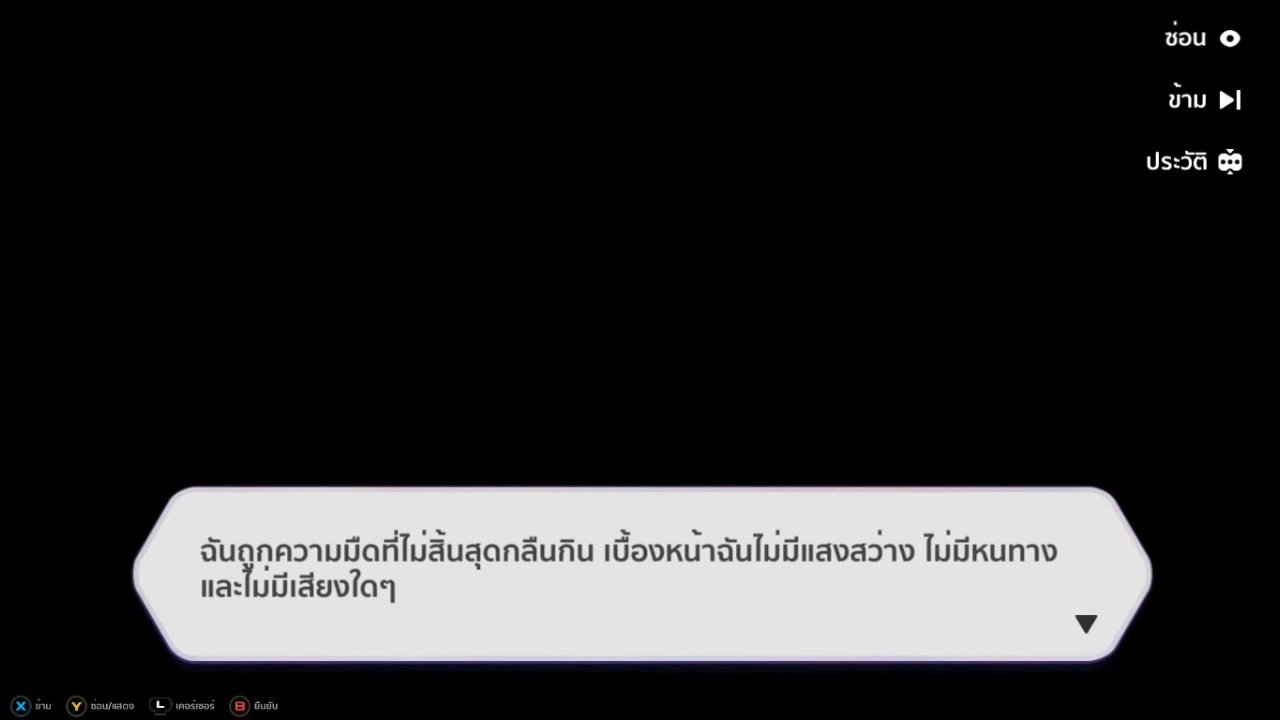 ซ่อน
ข้าม
ประวัติ
ฉันถูกความมืดที่ไม่สิ้นสุดกลืนกิน เบื้องหน้าฉันไม่มีแสงสว่าง ไม่มีหนทาง
และไม่มีเสียงใดๆ
X ข้าม Y ซ่อน/แสดง L เคอร์เซอร์ B ยืนยัน